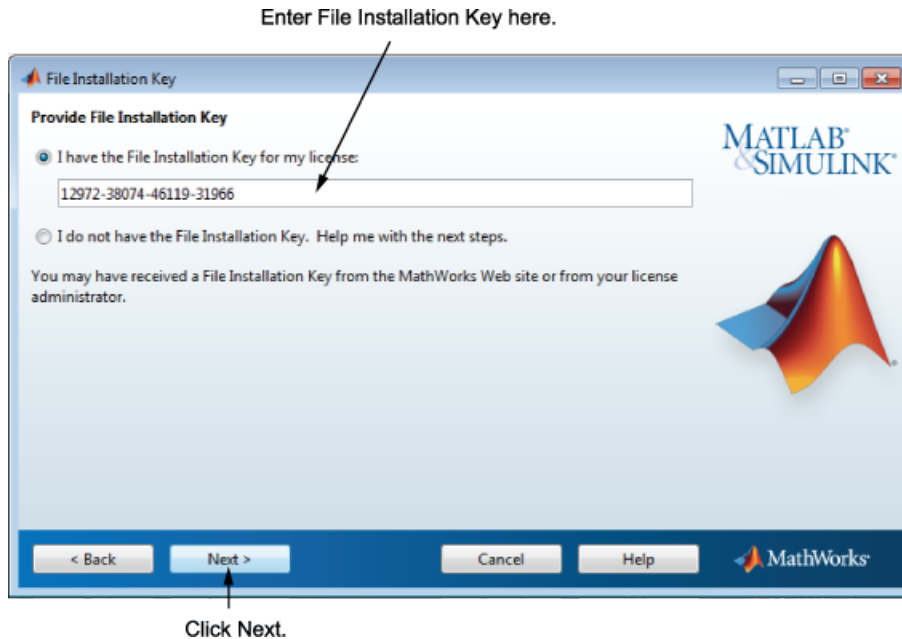 Enter File Installation Key here.
File Installation Key
Provide File Installation Key
I have the File Installation Key for my license:
12972-38074-46119-31966
I do not have the File Installation Key. Help me with the next steps.
You may have received a File Installation Key from the MathWorks Web site or from your license
administrator.
MATLAB®
&SIMULINK®
< Back
Next >
Cancel
Help
MathWorks®
Click Next.